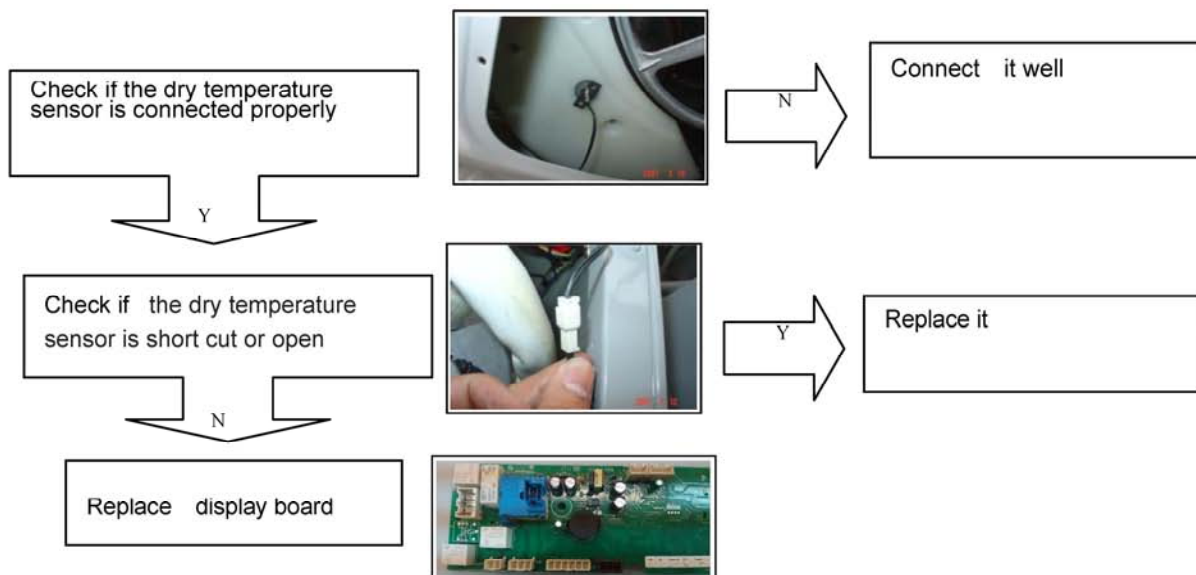 Check if the dry temperature
sensor is connected properly
N
Connect it well
Y
Check if the dry temperature
sensor is short cut or open
Y
Replace it
N
Replace display board